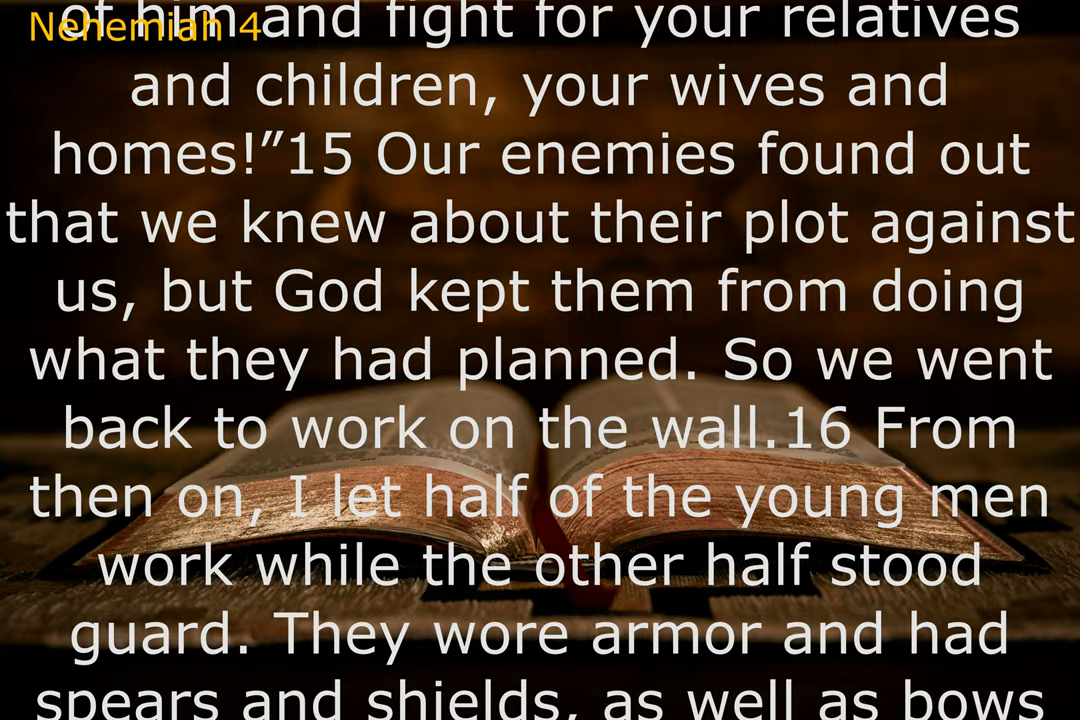 Nehemiah 4
of him and fight for your relatives
and children, your wives and
homes!”15 Our enemies found out
that we knew about their plot against
us, but God kept them from doing
what they had planned. So we went
back to work on the wall.16 From
then on, I let half of the young men
work while the other half stood
guard. They wore armor and had
spears and shields, as well as bows